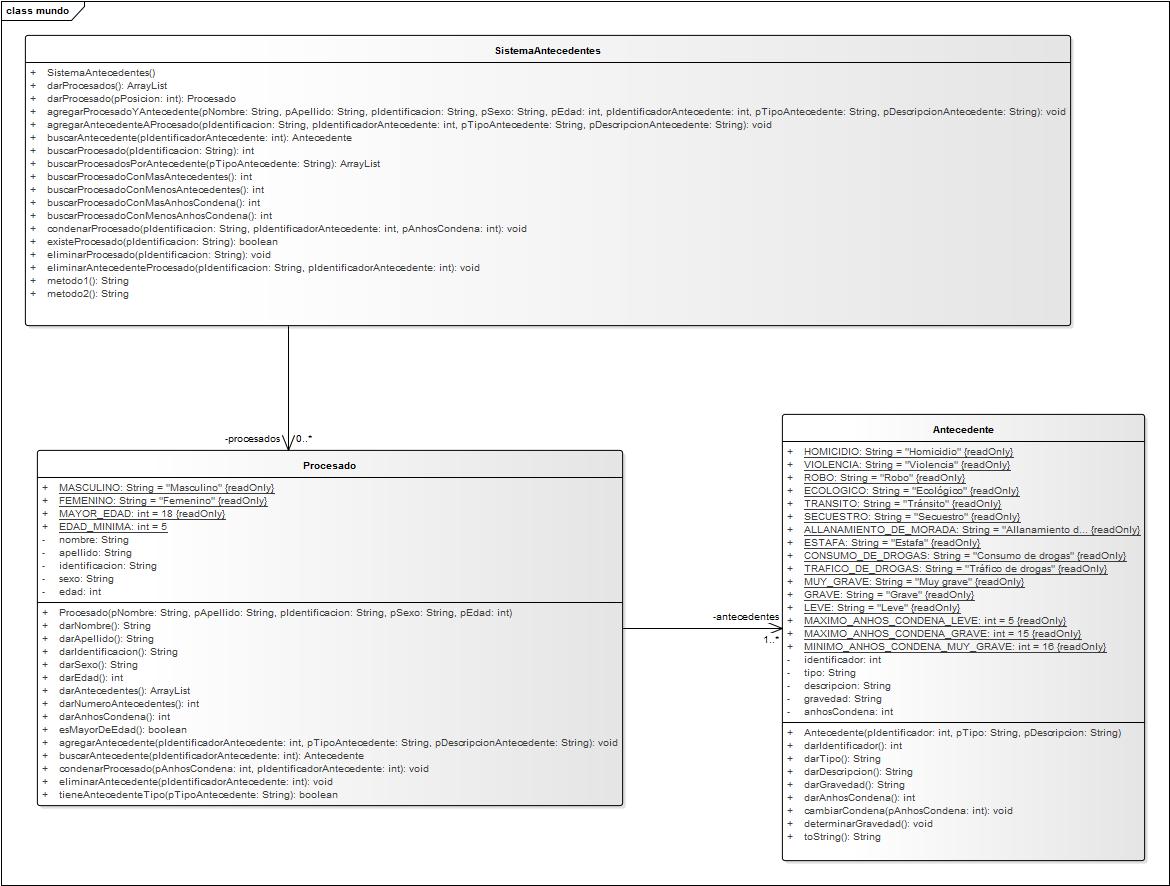 class mundo
SistemaAntecedentes
+ SistemaAntecedentes()
+ darProcesados(): ArrayList
+ darProcesado(pPosicion: int): Procesado
+ agregarProcesadoYAntecedente(pNombre: String, pApellido: String, pIdentificacion: String, pSexo: String, pEdad: int, pIdentificadorAntecedente: int, pTipoAntecedente: String, pDescripcionAntecedente: String): void
+ agregarAntecedenteAProcesado(pIdentificacion: String, pIdentificadorAntecedente: int, pTipoAntecedente: String, pDescripcionAntecedente: String): void
+ buscarAntecedente(pIdentificadorAntecedente: int): Antecedente
+ buscarProcesado(pIdentificacion: String): int
+ buscarProcesadosPorAntecedente(pTipoAntecedente: String): ArrayList
+ buscarProcesadoConMasAntecedentes(): int
+ buscarProcesadoConMenosAntecedentes(): int
+ buscarProcesadoConMasAnhosCondena(): int
+ buscarProcesadoConMenosAnhosCondena(): int
+ condenarProcesado(pIdentificacion: String, pIdentificadorAntecedente: int, pAnhosCondena: int): void
+ existeProcesado(pIdentificacion: String): boolean
+ eliminarProcesado(pIdentificacion: String): void
+ eliminarAntecedenteProcesado(pIdentificacion: String, pIdentificadorAntecedente: int): void
+ metodo1(): String
+ metodo2(): String
-procesados 0..*
Procesado
+ MASCULINO: String = "Masculino" {readOnly}
+ FEMENINO: String = "Femenino" {readOnly}
+ MAYOR_EDAD: int = 18 {readOnly}
+ EDAD_MINIMA: int = 5
- nombre: String
- apellido: String
- identificacion: String
- sexo: String
- edad: int
+ Procesado(pNombre: String, pApellido: String, pIdentificacion: String, pSexo: String, pEdad: int)
+ darNombre(): String
+ darApellido(): String
+ darIdentificacion(): String
+ darSexo(): String
+ darEdad(): int
+ darAntecedentes(): ArrayList
+ darNumeroAntecedentes(): int
+ darAnhosCondena(): int
+ esMayorDeEdad(): boolean
+ agregarAntecedente(pIdentificadorAntecedente: int, pTipoAntecedente: String, pDescripcionAntecedente: String): void
+ buscarAntecedente(pIdentificadorAntecedente: int): Antecedente
+ condenarProcesado(pAnhosCondena: int, pIdentificadorAntecedente: int): void
+ eliminarAntecedente(pIdentificadorAntecedente: int): void
+ tieneAntecedenteTipo(pTipoAntecedente: String): boolean
-antecedentes
1..*
Antecedente
+ HOMICIDIO: String = "Homicidio" {readOnly}
+ VIOLENCIA: String = "Violencia" {readOnly}
+ ROBO: String = "Robo" {readOnly}
+ ECOLOGICO: String = "Ecológico" {readOnly}
+ TRANSITO: String = "Tránsito" {readOnly}
+ SECUESTRO: String = "Secuestro" {readOnly}
+ ALLANAMIENTO_DE_MORADA: String = "Allanamiento d... {readOnly}
+ ESTAFA: String = "Estafa" {readOnly}
+ CONSUMO_DE_DROGAS: String = "Consumo de drogas" {readOnly}
+ TRAFICO_DE_DROGAS: String = "Tráfico de drogas" {readOnly}
+ MUY_GRAVE: String = "Muy grave" {readOnly}
+ GRAVE: String = "Grave" {readOnly}
+ LEVE: String = "Leve" {readOnly}
+ MAXIMO_ANHOS_CONDENA_LEVE: int = 5 {readOnly}
+ MAXIMO_ANHOS_CONDENA_GRAVE: int = 15 {readOnly}
+ MINIMO_ANHOS_CONDENA_MUY_GRAVE: int = 16 {readOnly}
- identificador: int
- tipo: String
- descripcion: String
- gravedad: String
- anhosCondena: int
+ Antecedente(pIdentificador: int, pTipo: String, pDescripcion: String)
+ darIdentificador(): int
+ darTipo(): String
+ darDescripcion(): String
+ darGravedad(): String
+ darAnhosCondena(): int
+ cambiarCondena(pAnhosCondena: int): void
+ determinarGravedad(): void
+ toString(): String